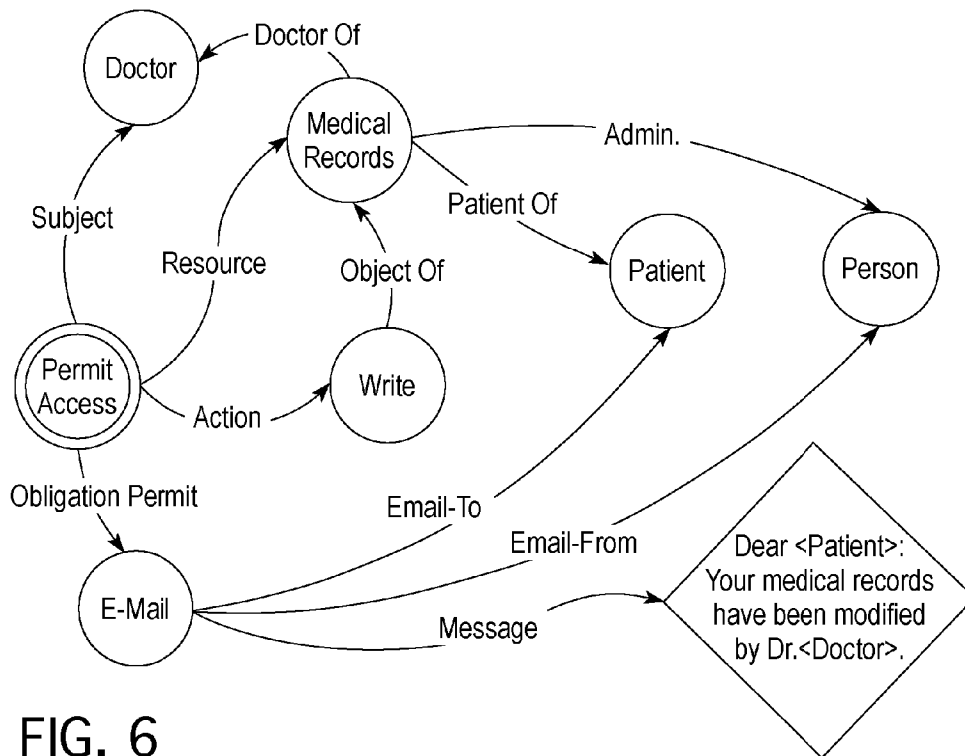 Doctor Of
Doctor
Medical
Records
Admin.
Patient Of
Subject
Resource
Object Of
Patient
Person
Permit
Access
Write
Action
Obligation Permit
Email-To
Email-From
Dear <Patient>:
Your medical records
have been modified
by Dr.<Doctor>.
E-Mail
Message
FIG. 6